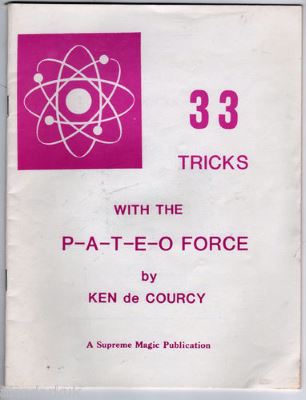 33
TRICKS
WITH THE
P-A-T-E-O FORCE
by
KEN de COURCY
A Supreme Magic Publication